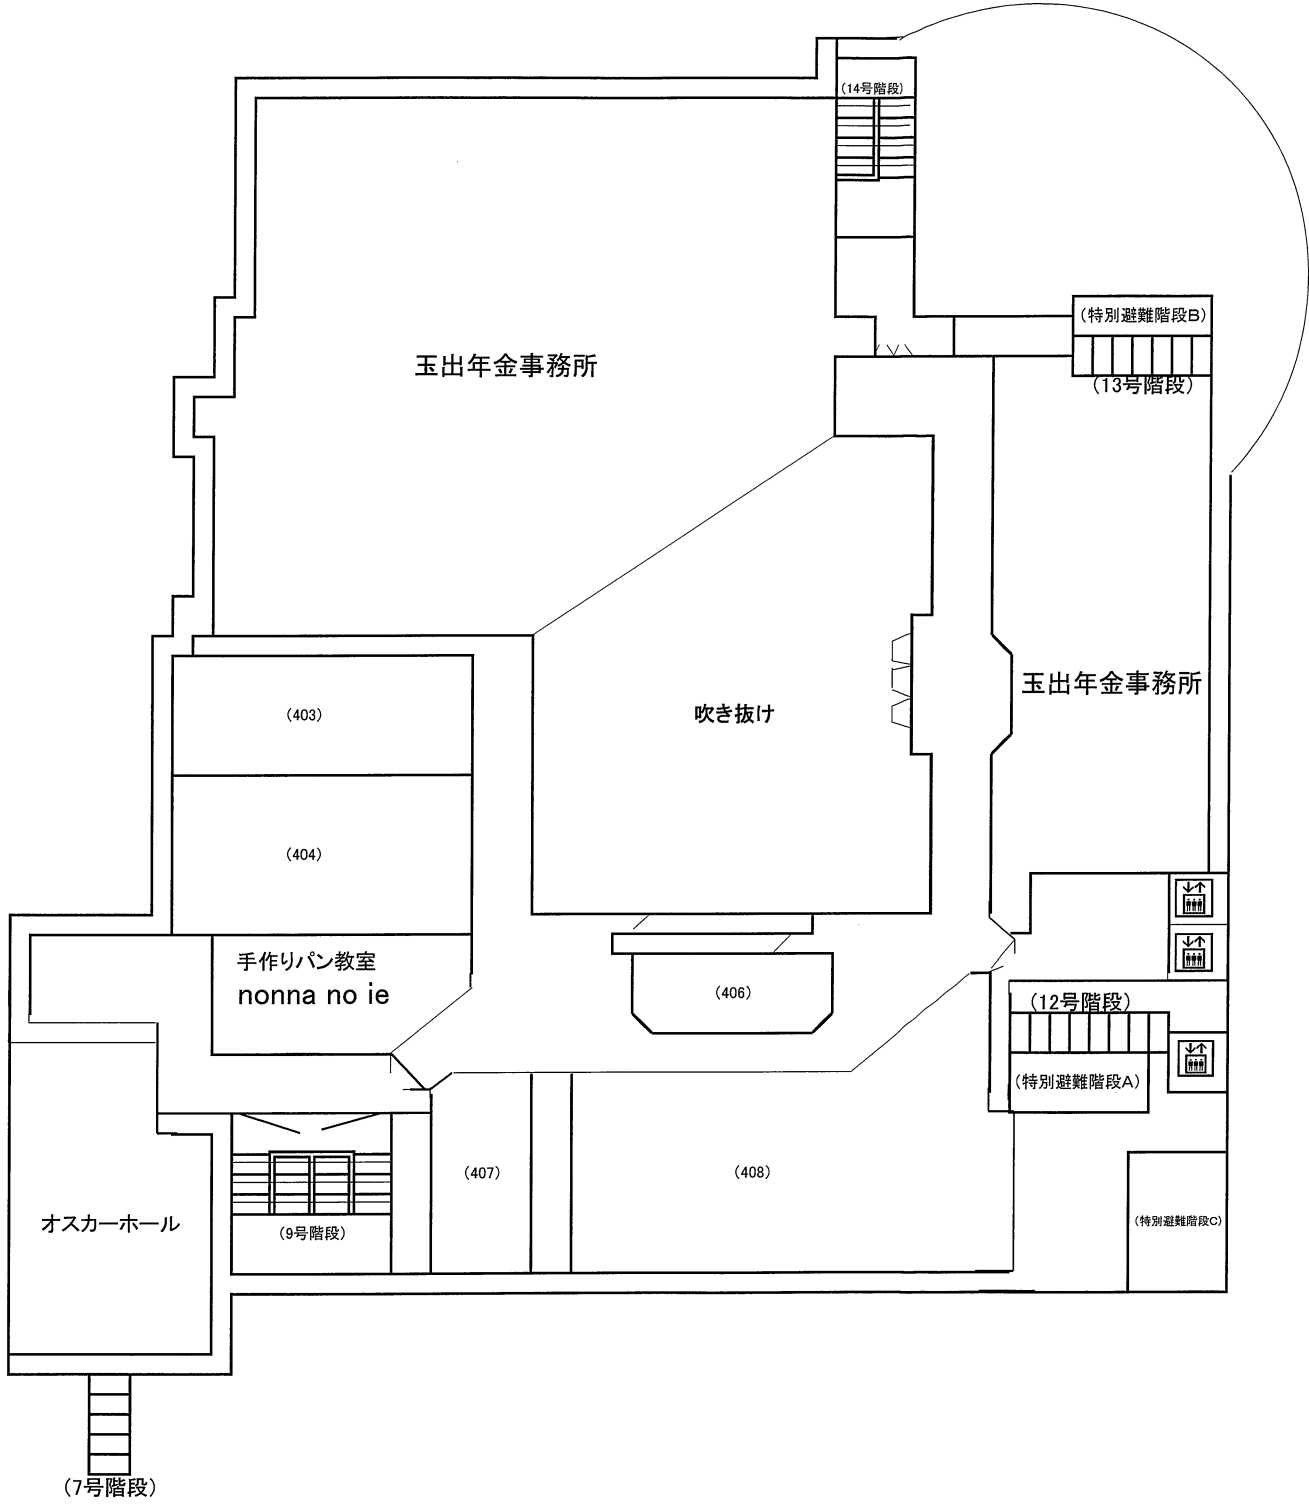 （14号階段）
（特別避難階段B）
（13号階段）
玉出年金事務所
玉出年金事務所
吹き抜け
（403）
（404）
手作りパン教室
nonna no ie
（406）
（12号階段）
（特別避難階段A）
（407）
（408）
オスカーホール
（9号階段）
（特別避難階段C）
（7号階段）